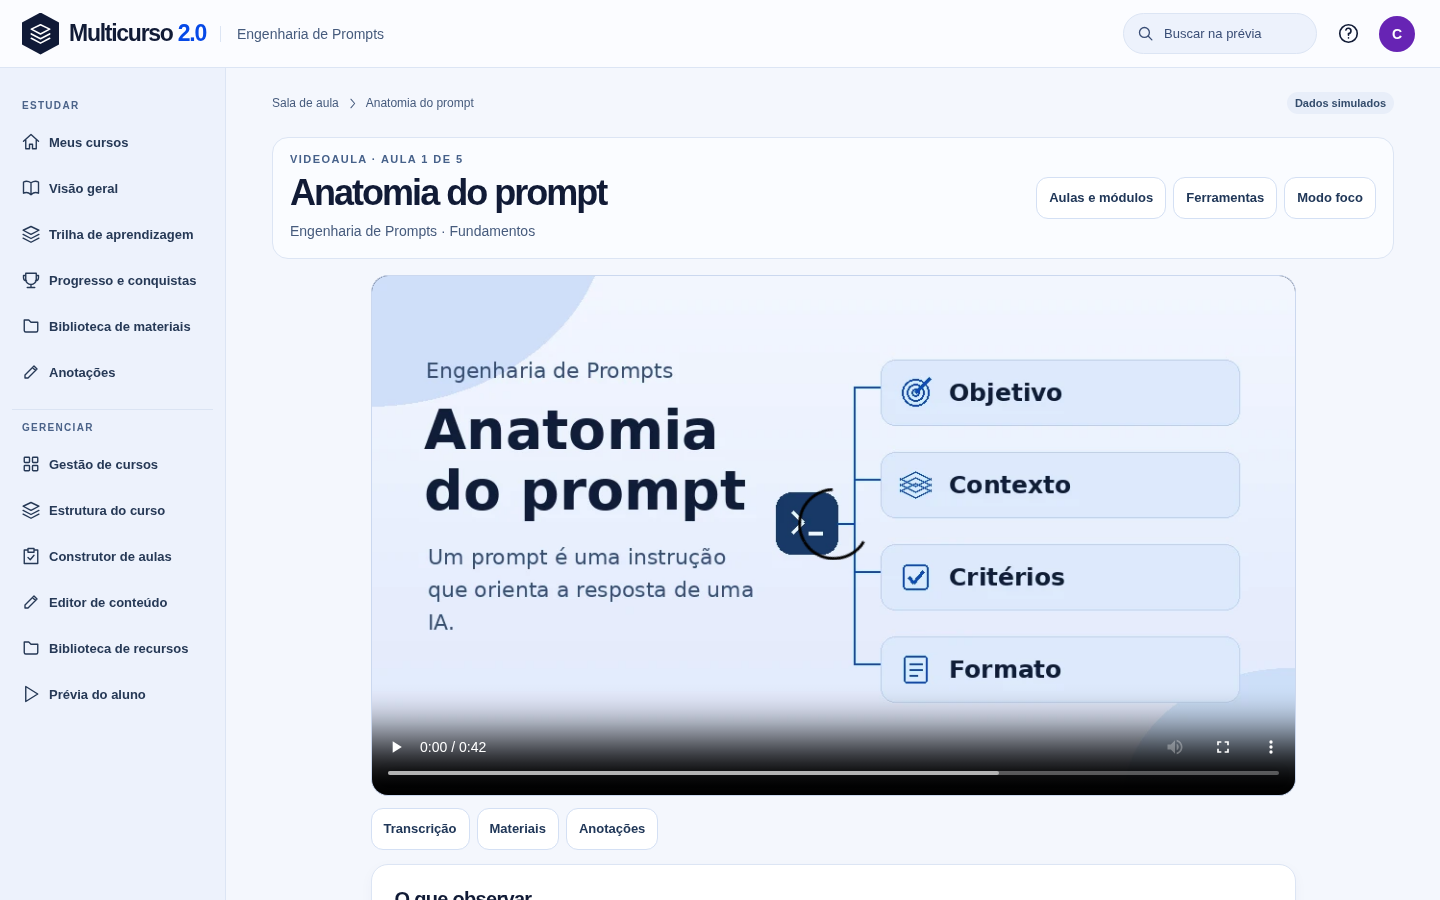 Multicurso 2.0
Engenharia de Prompts
Buscar na prévia
C
ESTUDAR
Meus cursos
Visão geral
Trilha de aprendizagem
Progresso e conquistas
Biblioteca de materiais
Anotações
GERENCIAR
Gestão de cursos
Estrutura do curso
Construtor de aulas
Editor de conteúdo
Biblioteca de recursos
Prévia do aluno
Sala de aula
Anatomia do prompt
Dados simulados
VIDEOAULA · AULA 1 DE 5
Anatomia do prompt
Engenharia de Prompts · Fundamentos
Aulas e módulos
Ferramentas
Modo foco
Engenharia de Prompts
Anatomia
do prompt
Um prompt é uma instrução
que orienta a resposta de uma
IA.
Objetivo
Contexto
Critérios
Formato
0:00 / 0:42
Transcrição
Materiais
Anotações
O que observar